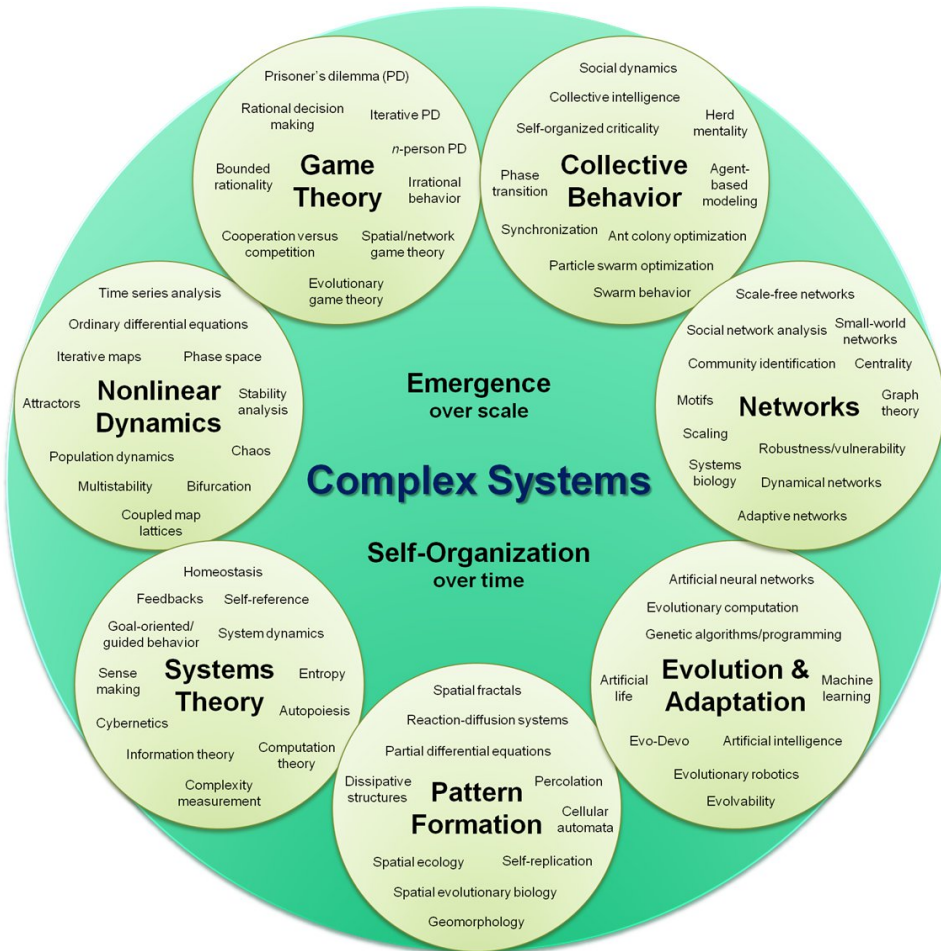 Prisoner's dilemma (PD)
Rational decision
making
Iterative PD
n-person PD
Bounded
rationality
Game
Theory
Irrational
behavior
Cooperation versus
competition
Spatial/network
game theory
Evolutionary
game theory
Social dynamics
Collective intelligence
Self-organized criticality
Herd
mentality
Phase
transition
Collective
Behavior
Agent-
based
modeling
Synchronization
Ant colony optimization
Particle swarm optimization
Swarm behavior
Time series analysis
Ordinary differential equations
Iterative maps
Phase space
Attractors
Nonlinear
Dynamics
Stability
analysis
Population dynamics
Chaos
Multistability
Bifurcation
Coupled map
lattices
Emergence
over scale
Complex Systems
Self-Organization
over time
Scale-free networks
Social network analysis
Small-world
networks
Community identification
Centrality
Motifs
Networks
Graph
theory
Scaling
Robustness/vulnerability
Systems
biology
Dynamical networks
Adaptive networks
Homeostasis
Feedbacks
Self-reference
Goal-oriented/
guided behavior
System dynamics
Sense
making
Systems
Theory
Entropy
Cybernetics
Autopoiesis
Information theory
Computation
theory
Complexity
measurement
Spatial fractals
Reaction-diffusion systems
Partial differential equations
Dissipative
structures
Pattern
Formation
Percolation
Cellular
automata
Spatial ecology
Self-replication
Spatial evolutionary biology
Geomorphology
Artificial neural networks
Evolutionary computation
Genetic algorithms/programming
Artificial
life
Evolution &
Adaptation
Machine
learning
Evo-Devo
Artificial intelligence
Evolutionary robotics
Evolvability